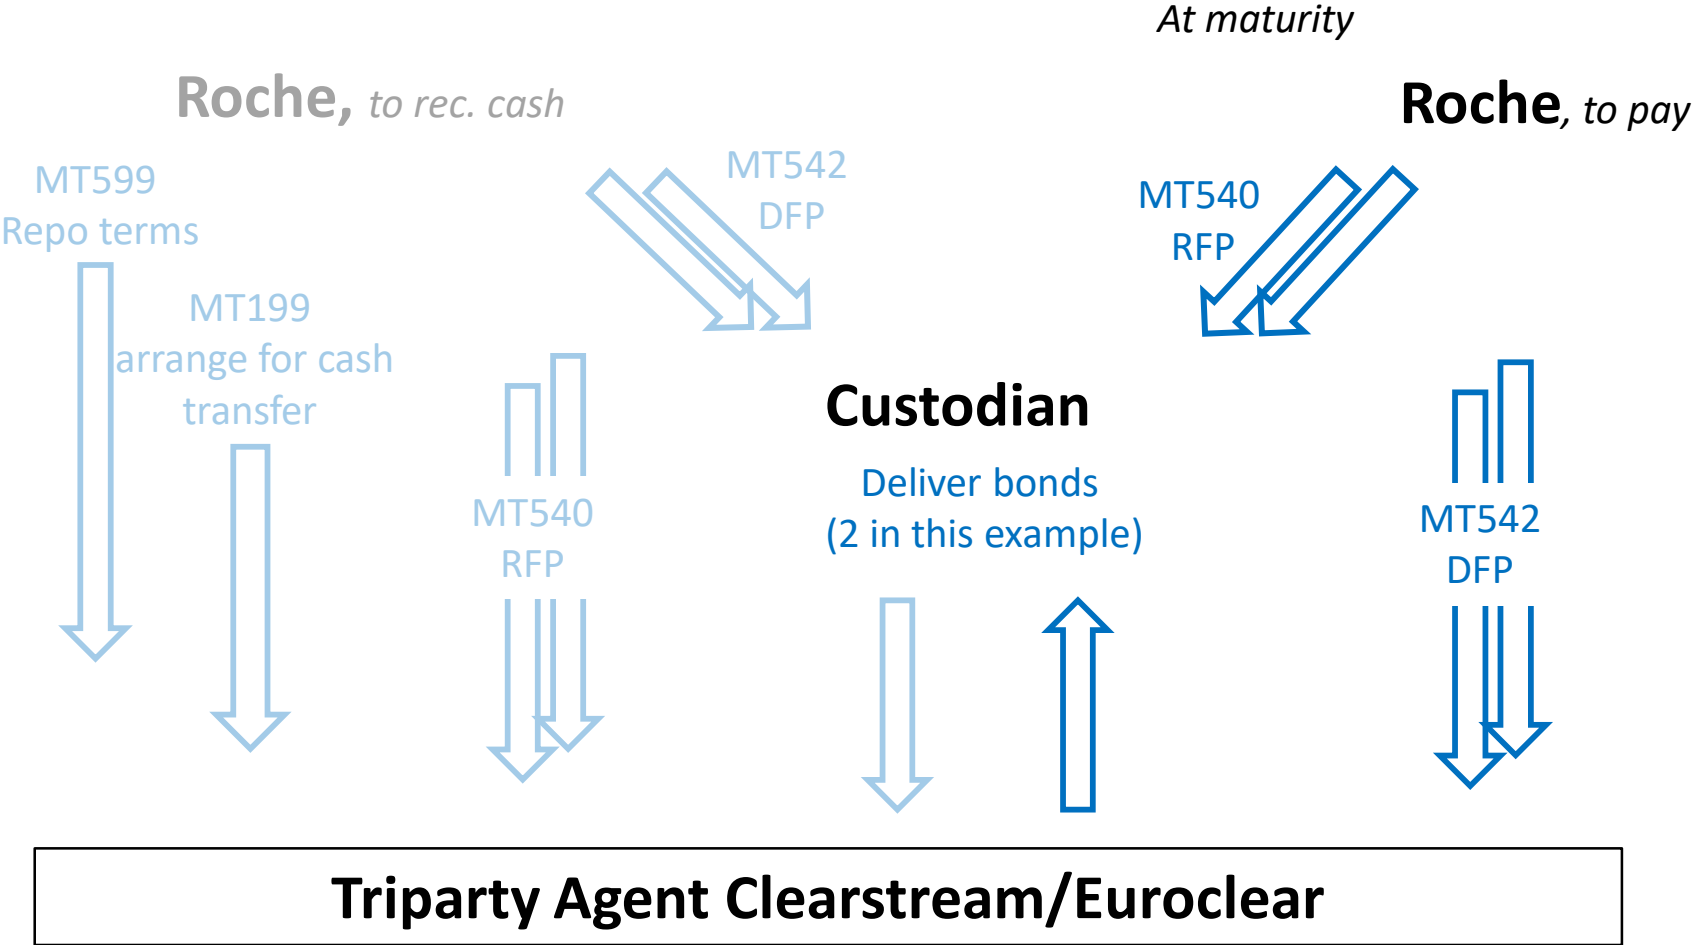 At maturity
Roche, to rec. cash
Roche, to pay
MT599
Repo terms
MT199
arrange for cash
transfer
MT540
RFP
MT542
DFP
MT540
RFP
Custodian
Deliver bonds
(2 in this example)
MT542
DFP
Triparty Agent Clearstream/Euroclear